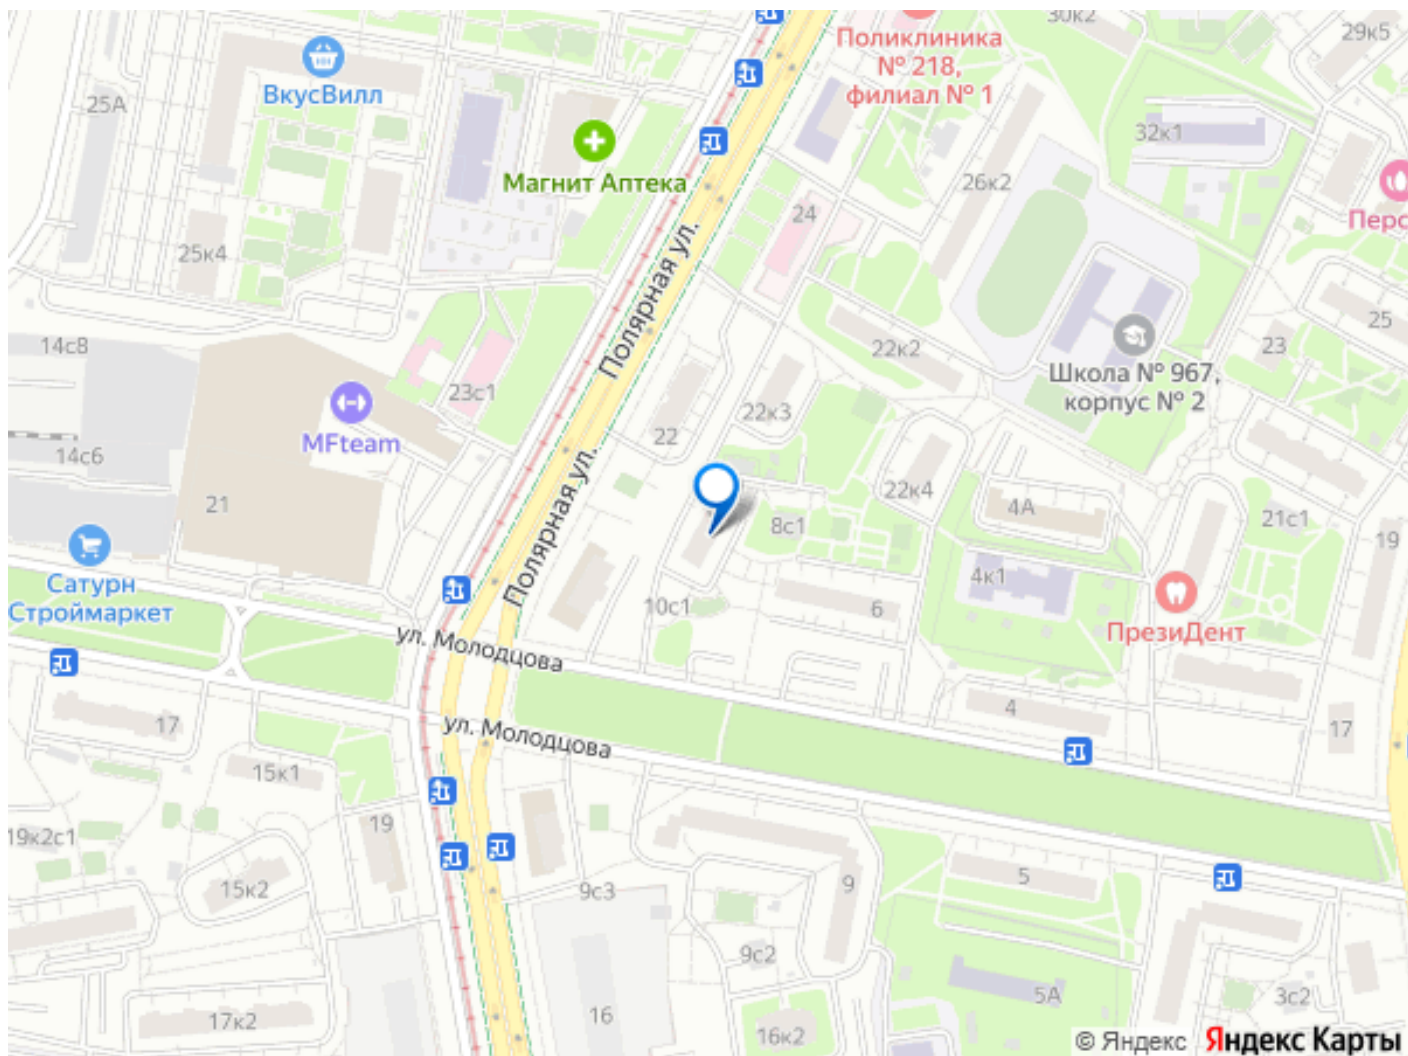 30к2
29к5
Поликлиника
№ 218,
филиал № 1
ВкусВилл
25А
32к1
Магнит Аптека
26к2
Перс
24
25к4
Полярная ул.
25
14с8
22к2
23
Школа № 967,
корпус № 2
23с1
22к3
MFteam
22
14с6
22к4
21
4А
8с1
21с1
19
Полярная ул.
Сатурн
Строймаркет
4к1
10с1
6
ПрезиДент
ул. Молодцова
4
17
17
ул. Молодцова
15к1
19
19к2с1
15к2
9с3
9
5
9с2
5А
3с2
16
17к2
16к2
© Яндекс
Яндекс Карты